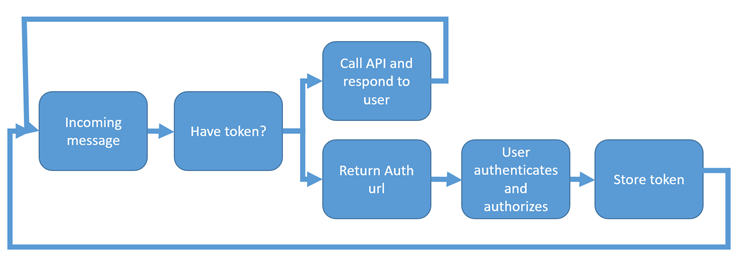 Incoming
message
Have token?
Call API and
respond to
user
Return Auth
url
User
authenticates
and
authorizes
Store token